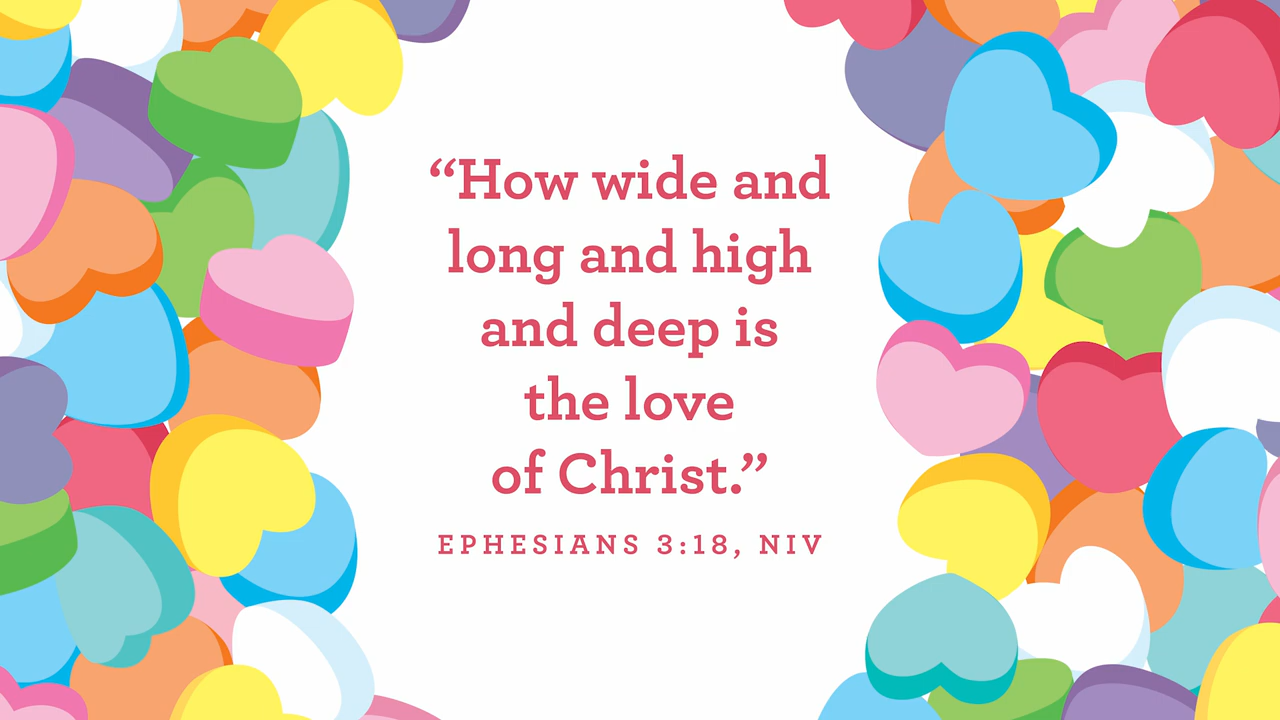 “How wide and
long and high
and deep is
the love
of Christ.”
EPHESIANS 3:18, NIV